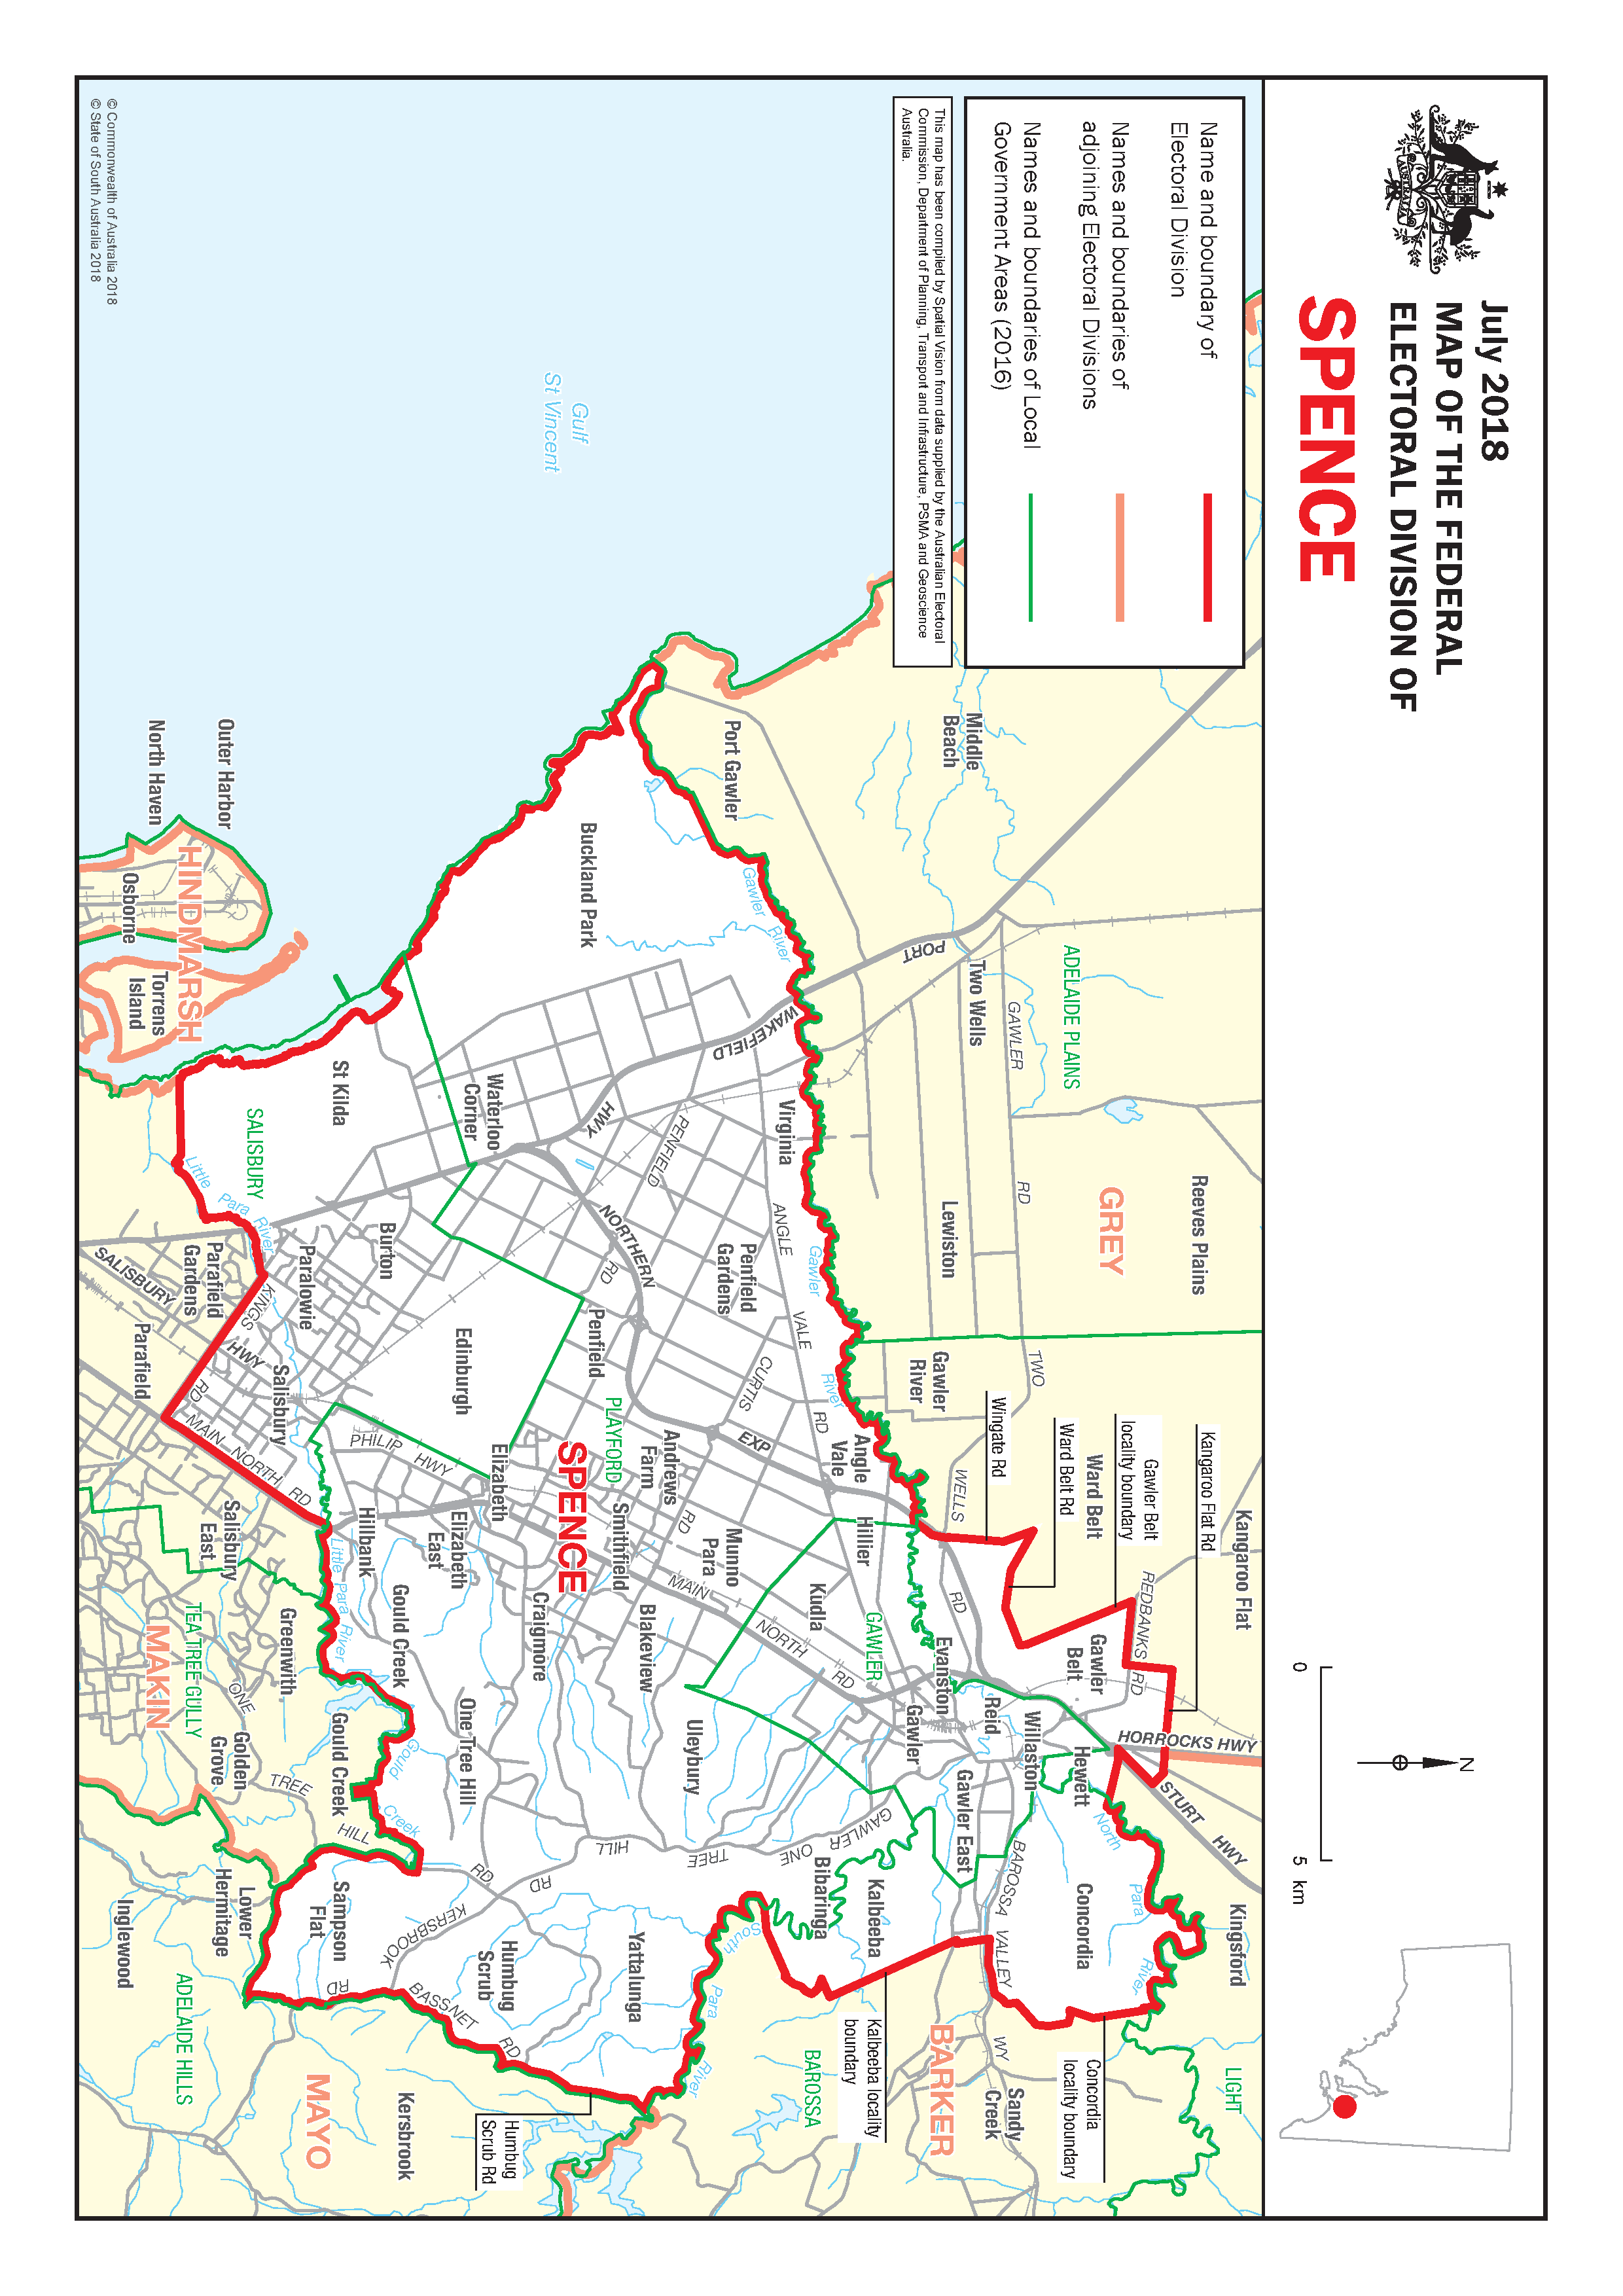 July 2018
MAP OF THE FEDERAL
ELECTORAL DIVISION OF
SPENCE
AUSTRALIA
0 5 km
N
Name and boundary of
Electoral Division
Names and boundaries of
adjoining Electoral Divisions
Names and boundaries of Local
Government Areas (2016)
This map has been compiled by Spatial Vision from data supplied by the Australian Electoral
Commission, Department of Planning, Transport and Infrastructure, PSMA and Geoscience
Australia.
Kangaroo Flat
Kingsford
LIGHT
Reeves Plains
Kangaroo Flat Rd
Gawler Belt
locality boundary
REDBANKS RD
HORROCKS HWY
STURT HWY
GREY
ADELAIDE PLAINS
Ward Belt
Ward Belt Rd
Gawler
Belt
Hewett
North Para River
Concordia
Concordia
locality boundary
GAWLER RD
TWO
WELLS RD
Wingate Rd
Willaston
Reid
BAROSSA VALLEY WY
Sandy
Creek
Middle
Beach
Two Wells
PORT
WAKEFIELD
HWY
Lewiston
Gawler
River
Evanston
Gawler
Gawler East
BARKER
Port Gawler
Gawler River
Gawler River
Virginia
ANGLE VALE RD
Angle
Vale
Hillier
GAWLER
Kudla
Kalbeeba
Kalbeeba locality
boundary
Bibaringa
BAROSSA
GAWLER ONE TREE HILL RD
Penfield
Gardens
CURTIS
RD
EXP
NORTHERN
PENFIELD
RD
Munno
Para
MAIN NORTH RD
Uleybury
South Para River
Buckland Park
Gulf
St Vincent
Penfield
PLAYFORD
Andrews
Farm
Smithfield
Blakeview
Yattalunga
SPENCE
Waterloo
Corner
Edinburgh
Elizabeth
Elizabeth
East
Craigmore
One Tree Hill
Humbug
Scrub
Humbug
Scrub Rd
KERSBROOK
RD
BASSNET RD
Kersbrook
St Kilda
Burton
PHILIP HWY
Hillbank
Gould Creek
Gould Creek
Gould Creek
Little Para River
Sampson
Flat
MAYO
SALISBURY
Paralowie
Salisbury
Little Para River
KINGS
RD
SALISBURY
HWY
MAIN NORTH RD
Greenwith
ONE TREE HILL RD
Outer Harbor
North Haven
HINDMARSH
Osborne
Torrens
Island
Parafield
Gardens
Parafield
Salisbury
East
TEA TREE GULLY
MAKIN
Golden
Grove
Lower
Hermitage
Inglewood
ADELAIDE HILLS
© Commonwealth of Australia 2018
© State of South Australia 2018